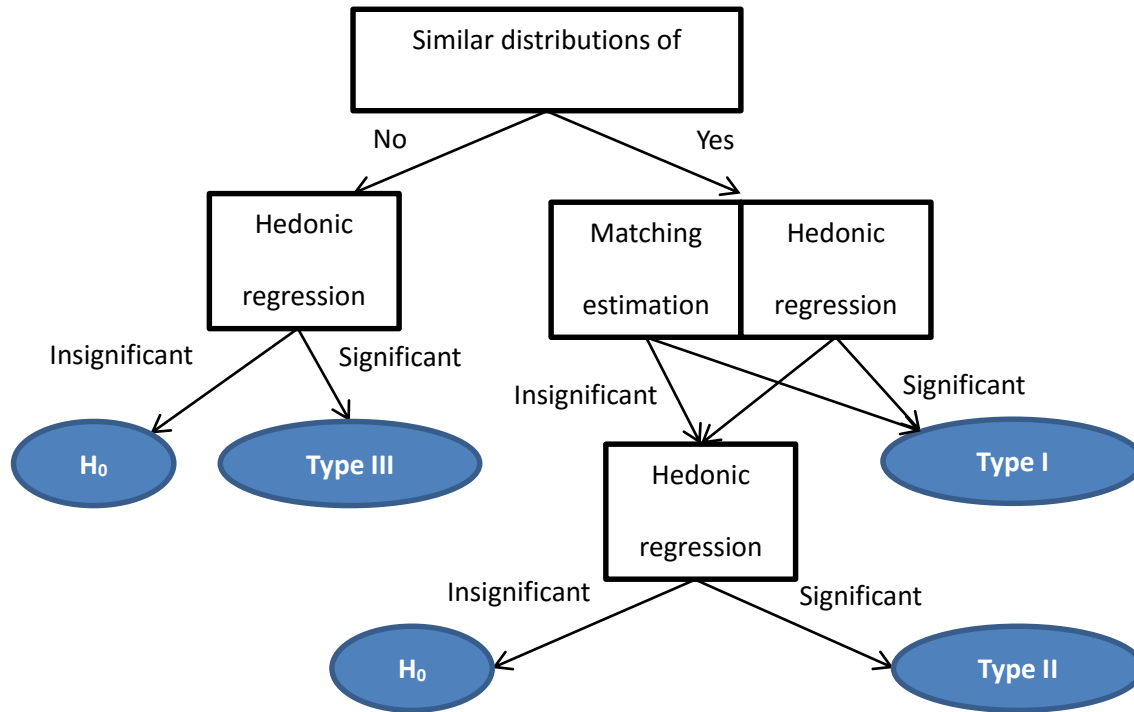 Similar distributions of
No
Yes
Hedonic
regression
Matching
estimation
Hedonic
regression
Insignificant
Significant
Insignificant
Significant
H₀
Type III
Hedonic
regression
Type I
Insignificant
Significant
H₀
Type II